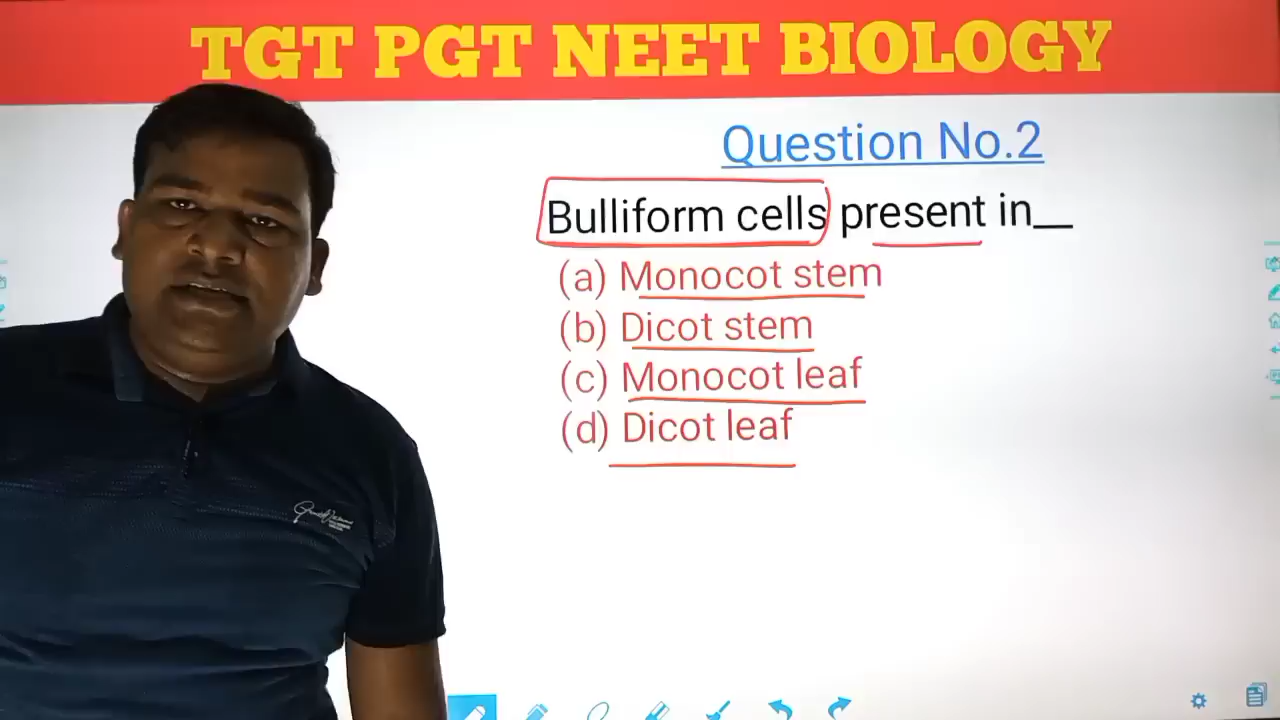 TGT PGT NEET BIOLOGY
Question No.2
Bulliform cells present in__
(a) Monocot stem
(b) Dicot stem
(c) Monocot leaf
(d) Dicot leaf